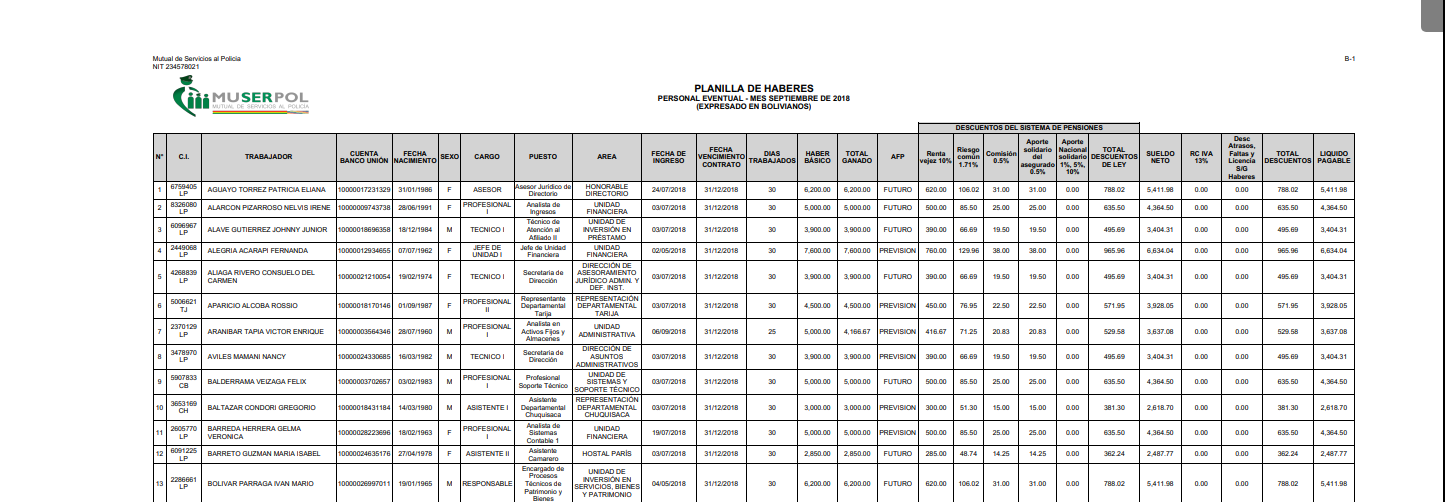 Mutual de Servicios al Policia
NIT 234578021
B-1
MUSERPOL
MUTUAL DE SERVICIOS AL POLICÍA
PLANILLA DE HABERES
PERSONAL EVENTUAL - MES SEPTIEMBRE DE 2018
(EXPRESADO EN BOLIVIANOS)
DESCUENTOS DEL SISTEMA DE PENSIONES
N° C.I. TRABAJADOR CUENTA BANCO UNIÓN FECHA NACIMIENTO SEXO CARGO PUESTO AREA FECHA DE INGRESO FECHA VENCIMIENTO CONTRATO DIAS TRABAJADOS HABER BÁSICO TOTAL GANADO AFP Renta vejez 10% Riesgo común 1.71% Comisión 0.5% Aporte solidario del asegurado 0.5% Aporte Nacional solidario 1%, 5%, 10% TOTAL DESCUENTOS DE LEY SUELDO NETO RC IVA 13% Desc Atrasos, Faltas y Licencia S/G Haberes TOTAL DESCUENTOS LIQUIDO PAGABLE
1 6759405 LP AGUAYO TORREZ PATRICIA ELIANA 10000017231329 31/01/1986 F ASESOR Asesor Jurídico de Directorio HONORABLE DIRECTORIO 24/07/2018 31/12/2018 30 6,200.00 6,200.00 FUTURO 620.00 106.02 31.00 31.00 0.00 788.02 5,411.98 0.00 0.00 788.02 5,411.98
2 8326080 LP ALARCON PIZARROSO NELVIS IRENE 10000009743738 28/06/1991 F PROFESIONAL I Analista de Ingresos UNIDAD FINANCIERA 03/07/2018 31/12/2018 30 5,000.00 5,000.00 FUTURO 500.00 85.50 25.00 25.00 0.00 635.50 4,364.50 0.00 0.00 635.50 4,364.50
3 6096967 LP ALAVE GUTIERREZ JOHNNY JUNIOR 10000018696358 18/12/1984 M TECNICO I Técnico de Atención al Afiliado II UNIDAD DE INVERSIÓN EN PRÉSTAMO 03/07/2018 31/12/2018 30 3,900.00 3,900.00 FUTURO 390.00 66.69 19.50 19.50 0.00 495.69 3,404.31 0.00 0.00 495.69 3,404.31
4 2449068 LP ALEGRIA ACARAPI FERNANDA 10000012934655 07/07/1962 F JEFE DE UNIDAD I Jefe de Unidad Financiera UNIDAD FINANCIERA 02/05/2018 31/12/2018 30 7,600.00 7,600.00 PREVISION 760.00 129.96 38.00 38.00 0.00 965.96 6,634.04 0.00 0.00 965.96 6,634.04
5 4268839 LP ALIAGA RIVERO CONSUELO DEL CARMEN 10000021210054 19/02/1974 F TECNICO I Secretaria de Dirección DIRECCIÓN DE ASESORAMIENTO JURÍDICO ADMIN. Y DEF. INST. 03/07/2018 31/12/2018 30 3,900.00 3,900.00 FUTURO 390.00 66.69 19.50 19.50 0.00 495.69 3,404.31 0.00 0.00 495.69 3,404.31
6 5006621 TJ APARICIO ALCOBA ROSSIO 10000018170146 01/09/1987 F PROFESIONAL II Representante Departamental Tarija REPRESENTACIÓN DEPARTAMENTAL TARIJA 03/07/2018 31/12/2018 30 4,500.00 4,500.00 PREVISION 450.00 76.95 22.50 22.50 0.00 571.95 3,928.05 0.00 0.00 571.95 3,928.05
7 2370129 LP ARANIBAR TAPIA VICTOR ENRIQUE 10000003564346 28/07/1960 M PROFESIONAL I Analista en Activos Fijos y Almacenes UNIDAD ADMINISTRATIVA 06/09/2018 31/12/2018 25 5,000.00 4,166.67 PREVISION 416.67 71.25 20.83 20.83 0.00 529.58 3,637.08 0.00 0.00 529.58 3,637.08
8 3478970 LP AVILES MAMANI NANCY 10000024330685 16/03/1982 M TECNICO I Secretaria de Dirección DIRECCIÓN DE ASUNTOS ADMINISTRATIVOS 03/07/2018 31/12/2018 30 3,900.00 3,900.00 PREVISION 390.00 66.69 19.50 19.50 0.00 495.69 3,404.31 0.00 0.00 495.69 3,404.31
9 5907833 CB BALDERRAMA VEIZAGA FELIX 10000003702657 03/02/1983 M PROFESIONAL I Profesional Soporte Técnico UNIDAD DE SISTEMAS Y SOPORTE TÉCNICO 03/07/2018 31/12/2018 30 5,000.00 5,000.00 FUTURO 500.00 85.50 25.00 25.00 0.00 635.50 4,364.50 0.00 0.00 635.50 4,364.50
10 3653169 CH BALTAZAR CONDORI GREGORIO 10000018431184 14/03/1980 M ASISTENTE I Asistente Departamental Chuquisaca REPRESENTACIÓN DEPARTAMENTAL CHUQUISACA 03/07/2018 31/12/2018 30 3,000.00 3,000.00 PREVISION 300.00 51.30 15.00 15.00 0.00 381.30 2,618.70 0.00 0.00 381.30 2,618.70
11 2605770 LP BARREDA HERRERA GELMA VERONICA 10000028223696 18/02/1963 F PROFESIONAL I Analista de Sistemas Contable 1 UNIDAD FINANCIERA 19/07/2018 31/12/2018 30 5,000.00 5,000.00 PREVISION 500.00 85.50 25.00 25.00 0.00 635.50 4,364.50 0.00 0.00 635.50 4,364.50
12 6091225 LP BARRETO GUZMAN MARIA ISABEL 10000024635176 27/04/1978 F ASISTENTE II Asistente Camarero HOSTAL PARÍS 03/07/2018 31/12/2018 30 2,850.00 2,850.00 FUTURO 285.00 48.74 14.25 14.25 0.00 362.24 2,487.77 0.00 0.00 362.24 2,487.77
13 2286661 LP BOLIVAR PARRAGA IVAN MARIO 10000026997011 19/01/1965 M RESPONSABLE Encargado de Procesos Técnicos de Patrimonio y Bienes UNIDAD DE INVERSIÓN EN SERVICIOS, BIENES Y PATRIMONIO 04/05/2018 31/12/2018 30 6,200.00 6,200.00 FUTURO 620.00 106.02 31.00 31.00 0.00 788.02 5,411.98 0.00 0.00 788.02 5,411.98